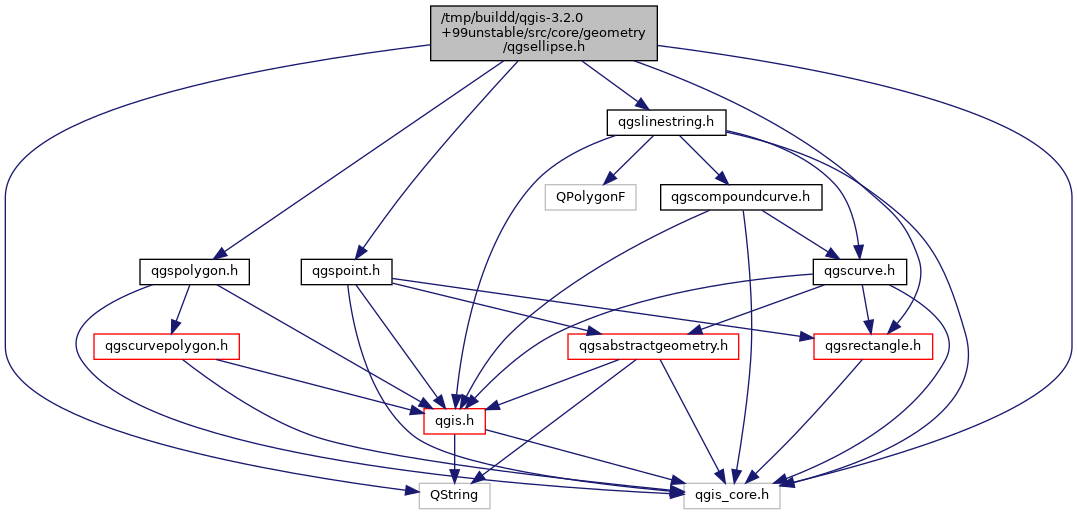 /tmp/buildd/qgis-3.2.0
+99unstable/src/core/geometry
/qgsellipse.h
qgslinestring.h
QPolygonF
qgscompoundcurve.h
qgspolygon.h
qgspoint.h
qgscurve.h
qgscurvepolygon.h
qgsabstractgeometry.h
qgsrectangle.h
qgis.h
QString
qgis_core.h